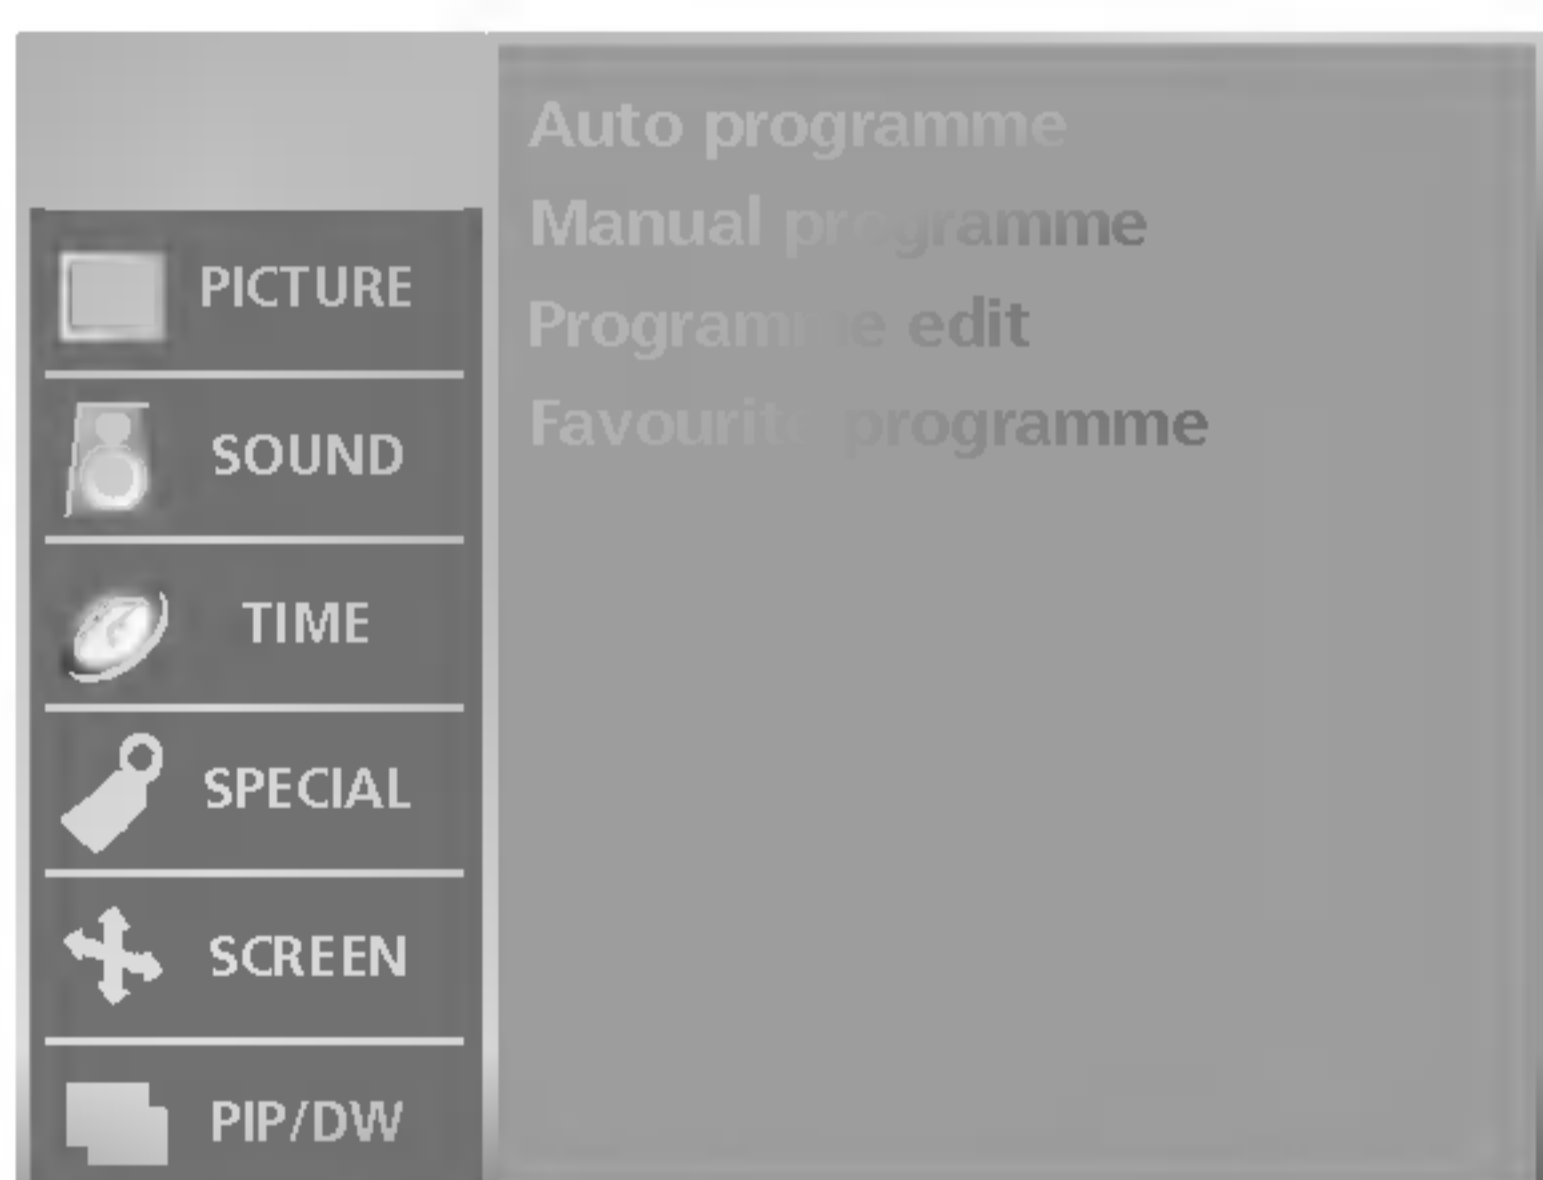 PICTURE
SOUND
TIME
SPECIAL
SCREEN
PIP/DW
Auto programme
Manual programme
Programme edit
Favourite programme